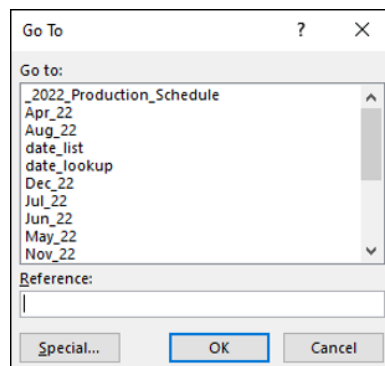 Go To ?
Go to:
_2022_Production_Schedule
Apr_22
Aug_22
date_list
date_lookup
Dec_22
Jul_22
Jun_22
May_22
Nov_22
Reference:
Special... OK Cancel